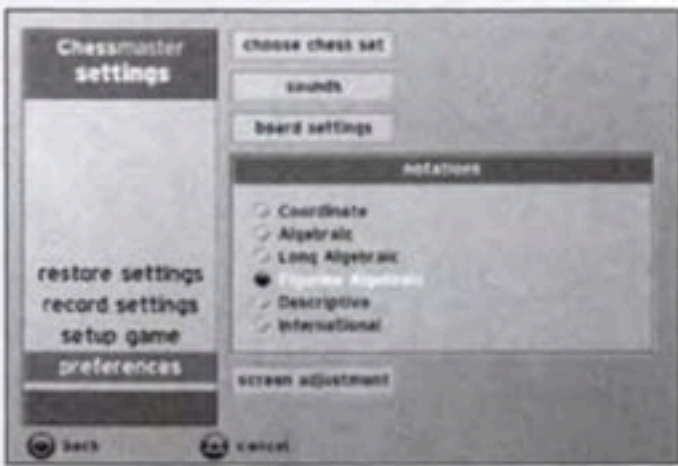 Chessmaster
settings
restore settings
record settings
setup game
preferences
choose chess set
sounds
board settings
notations
Coordinate
Algebraic
Long Algebraic
Figurine Algebraic
Descriptive
International
screen adjustment
back
cancel